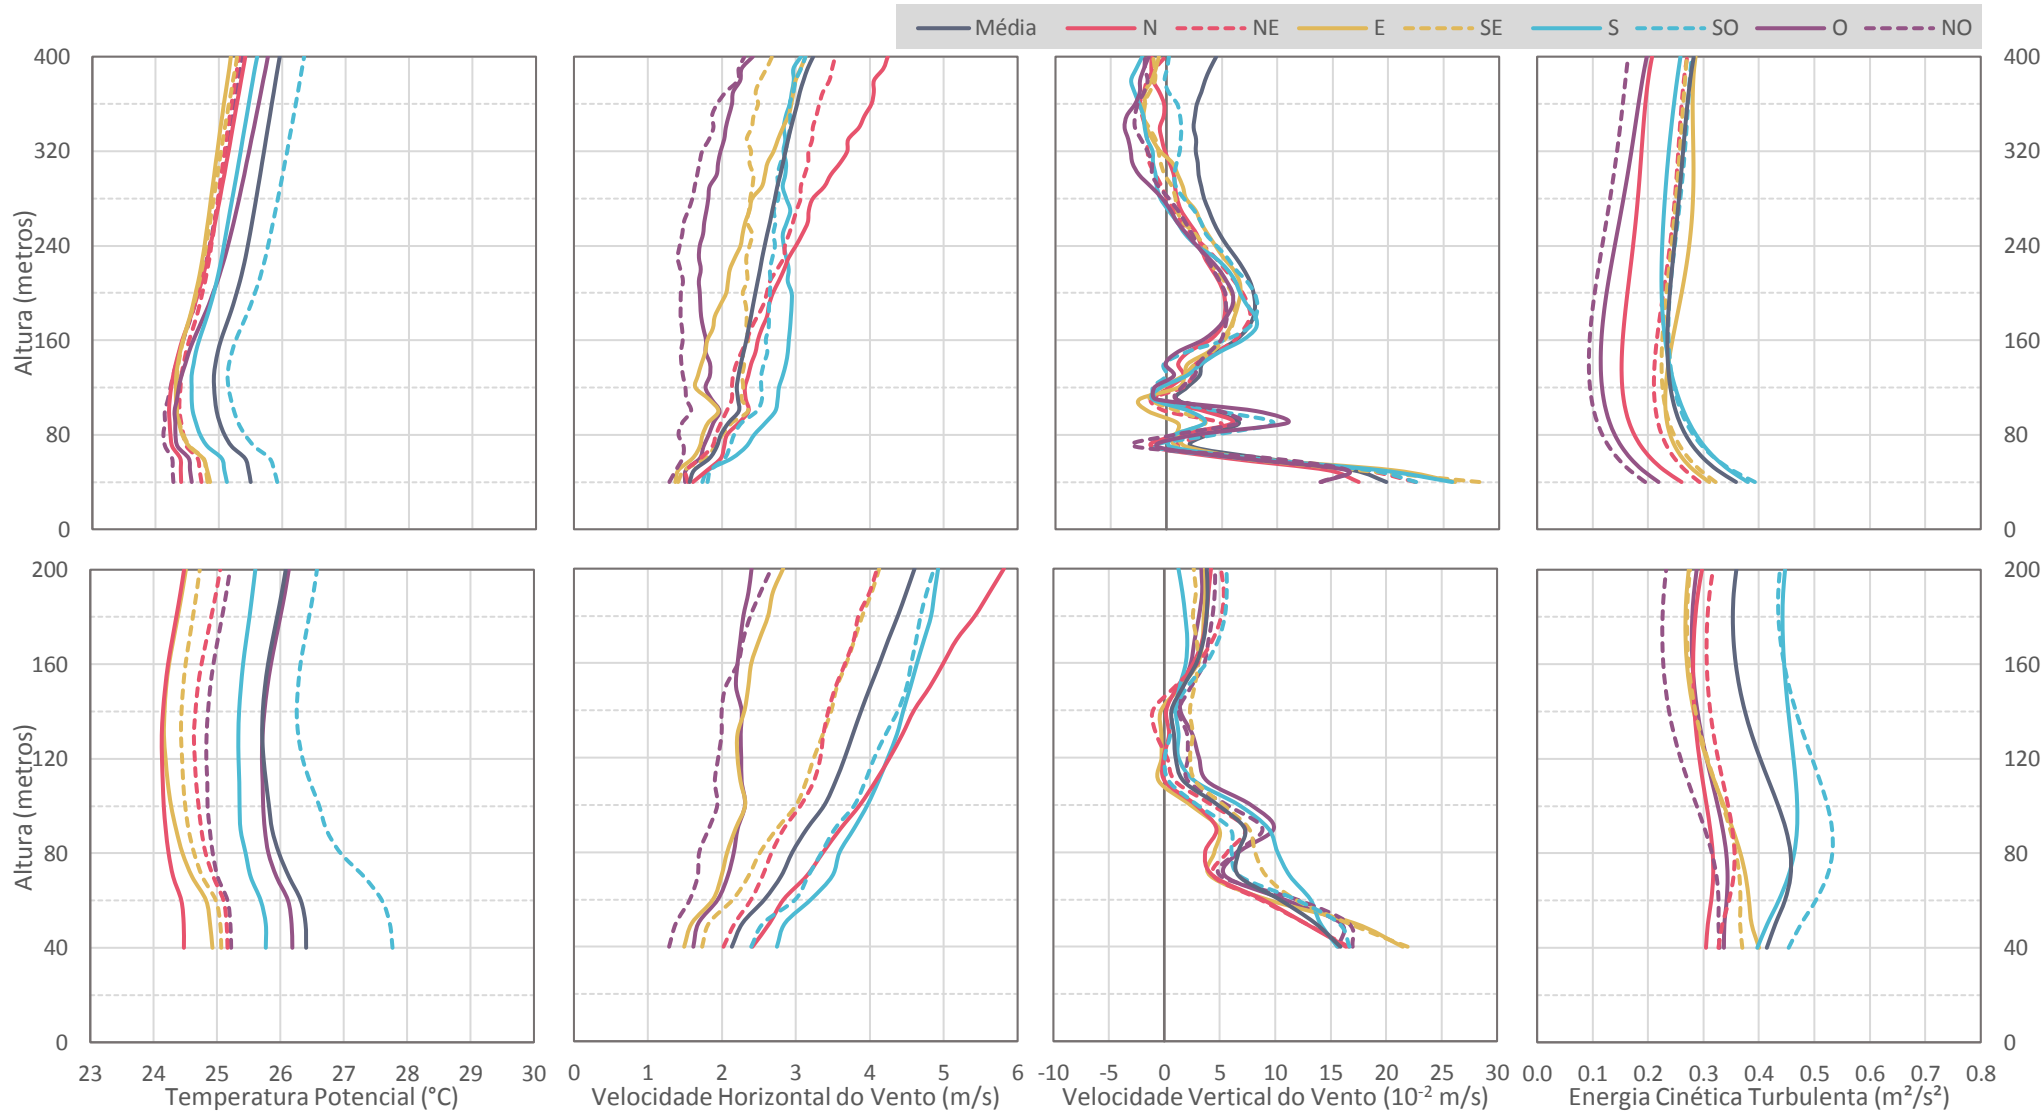 Média N NE E SE S SO O NO
400 400
320 320
240 240
160 160
80 80
0 0
Altura (metros)
200 200
160 160
120 120
80 80
40 40
0 0
Altura (metros)
23 24 25 26 27 28 29 30 0 1 2 3 4 5 6 -10 -5 0 5 10 15 20 25 30 0.0 0.1 0.2 0.3 0.4 0.5 0.6 0.7 0.8
Temperatura Potencial (°C) Velocidade Horizontal do Vento (m/s) Velocidade Vertical do Vento (10⁻² m/s) Energia Cinética Turbulenta (m²/s²)